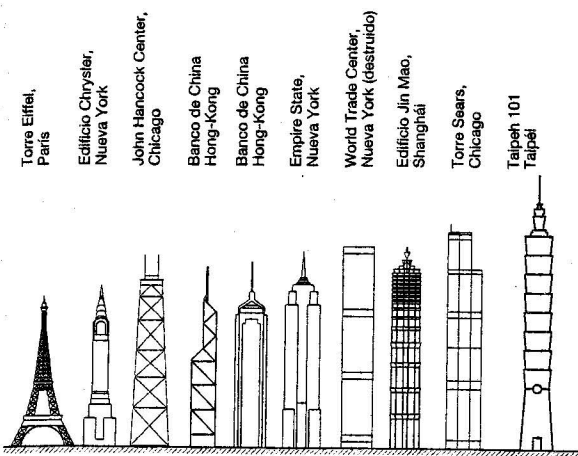 Torre Eiffel,
París
Edificio Chrysler,
Nueva York
John Hancock Center,
Chicago
Banco de China
Hong-Kong
Banco de China
Hong-Kong
Empire State,
Nueva York
World Trade Center,
Nueva York (destruido)
Edificio Jin Mao,
Shanghái
Torre Sears,
Chicago
Taipeh 101
Taipéi